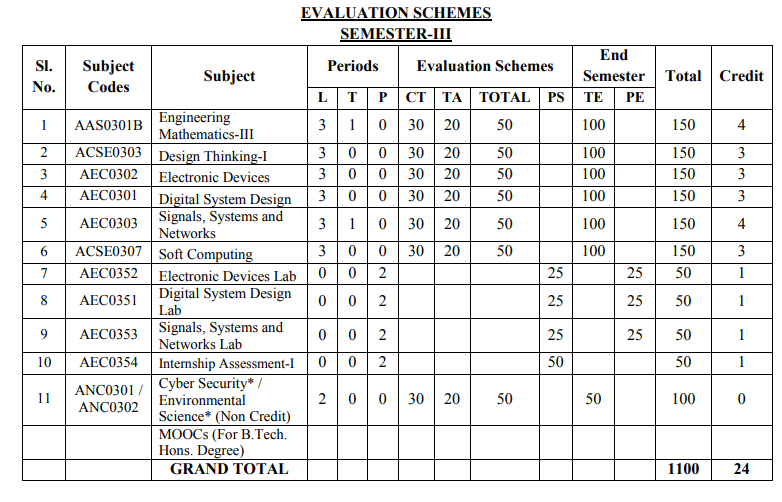 EVALUATION SCHEMES
SEMESTER-III
Sl. No. Subject Codes Subject Periods Evaluation Schemes End Semester Total Credit
L T P CT TA TOTAL PS TE PE
1 AAS0301B Engineering Mathematics-III 3 1 0 30 20 50 100 150 4
2 ACSE0303 Design Thinking-I 3 0 0 30 20 50 100 150 3
3 AEC0302 Electronic Devices 3 0 0 30 20 50 100 150 3
4 AEC0301 Digital System Design 3 0 0 30 20 50 100 150 3
5 AEC0303 Signals, Systems and Networks 3 1 0 30 20 50 100 150 4
6 ACSE0307 Soft Computing 3 0 0 30 20 50 100 150 3
7 AEC0352 Electronic Devices Lab 0 0 2 25 25 50 1
8 AEC0351 Digital System Design Lab 0 0 2 25 25 50 1
9 AEC0353 Signals, Systems and Networks Lab 0 0 2 25 25 50 1
10 AEC0354 Internship Assessment-I 0 0 2 50 50 1
11 ANC0301 / ANC0302 Cyber Security* / Environmental Science* (Non Credit) 2 0 0 30 20 50 50 100 0
MOOCs (For B.Tech. Hons. Degree)
GRAND TOTAL 1100 24